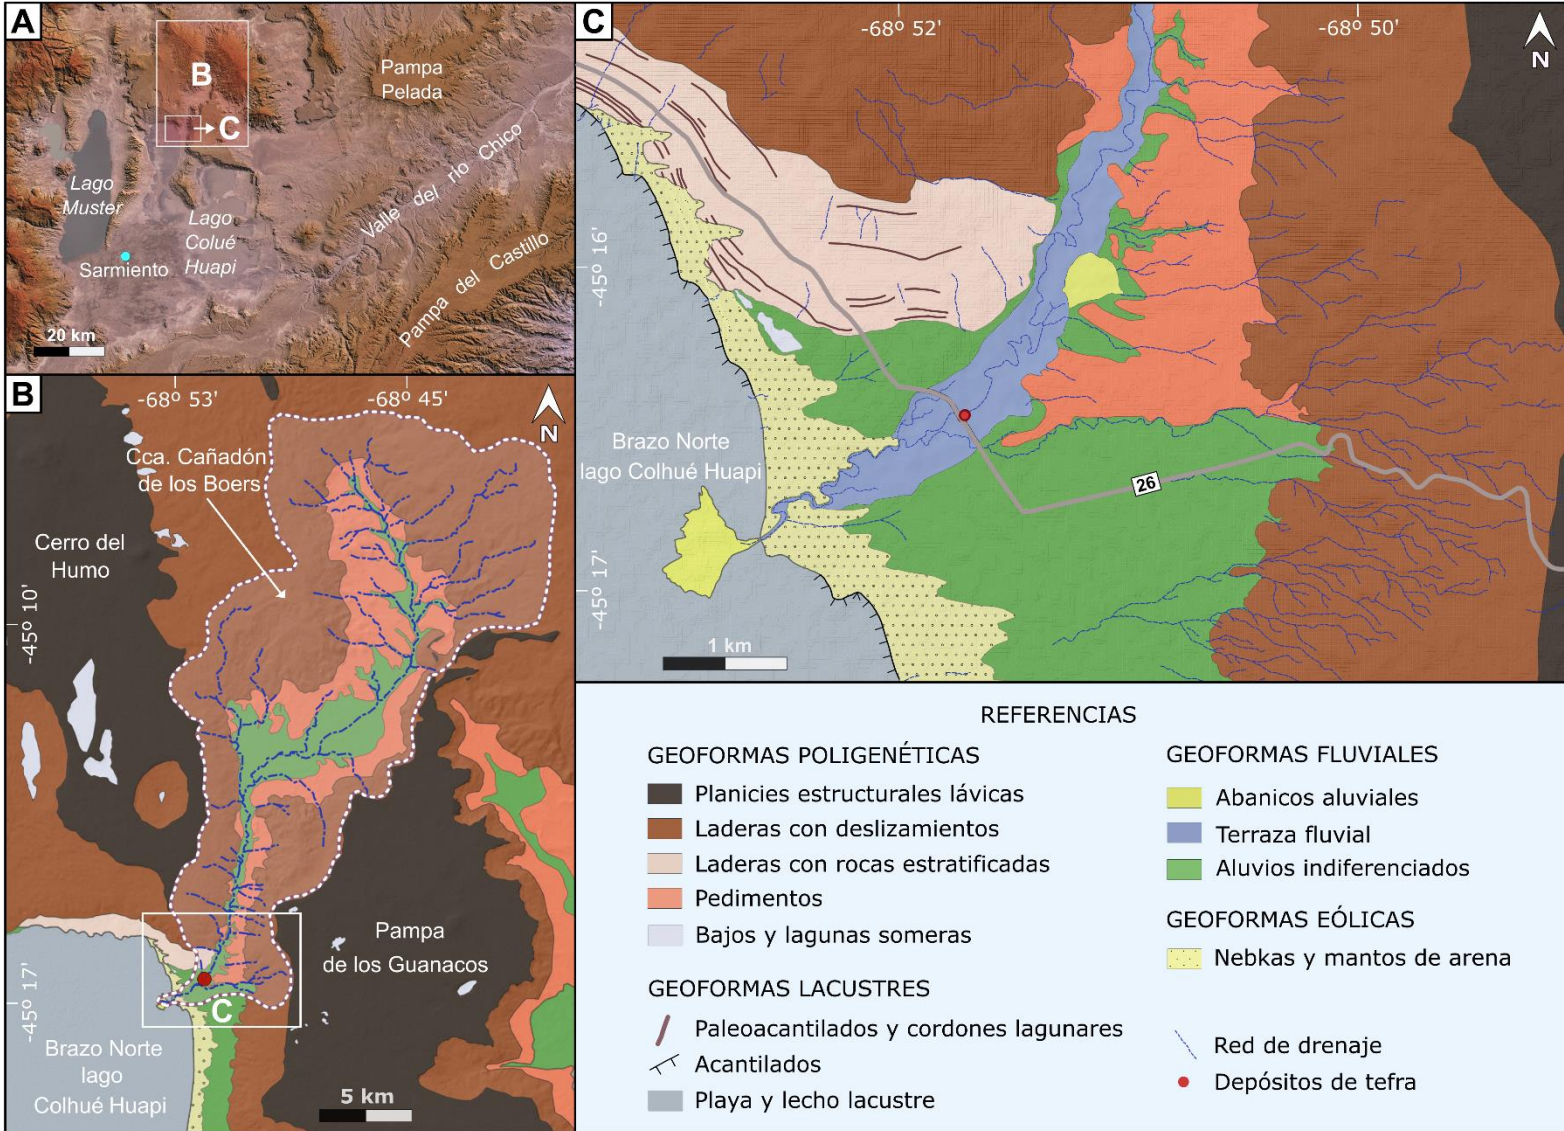 A
B
C
Pampa
Pelada
Lago
Muster
Lago
Colué
Huapi
Valle del río Chico
Sarmiento
Pampa del Castillo
20 km
B
-68º 53'
-68º 45'
N
Cca. Cañadón
de los Boers
Cerro del
Humo
-45º 10'
Pampa
de los Guanacos
-45º 17'
C
Brazo Norte
lago
Colhué Huapi
5 km
C
-68º 52'
-68º 50'
N
-45º 16'
Brazo Norte
lago Colhué Huapi
26
-45º 17'
1 km
REFERENCIAS
GEOFORMAS POLIGENÉTICAS
Planicies estructurales lávicas
Laderas con deslizamientos
Laderas con rocas estratificadas
Pedimentos
Bajos y lagunas someras
GEOFORMAS LACUSTRES
Paleoacantilados y cordones lagunares
Acantilados
Playa y lecho lacustre
GEOFORMAS FLUVIALES
Abanicos aluviales
Terraza fluvial
Aluvios indiferenciados
GEOFORMAS EÓLICAS
Nebkas y mantos de arena
Red de drenaje
Depósitos de tefra